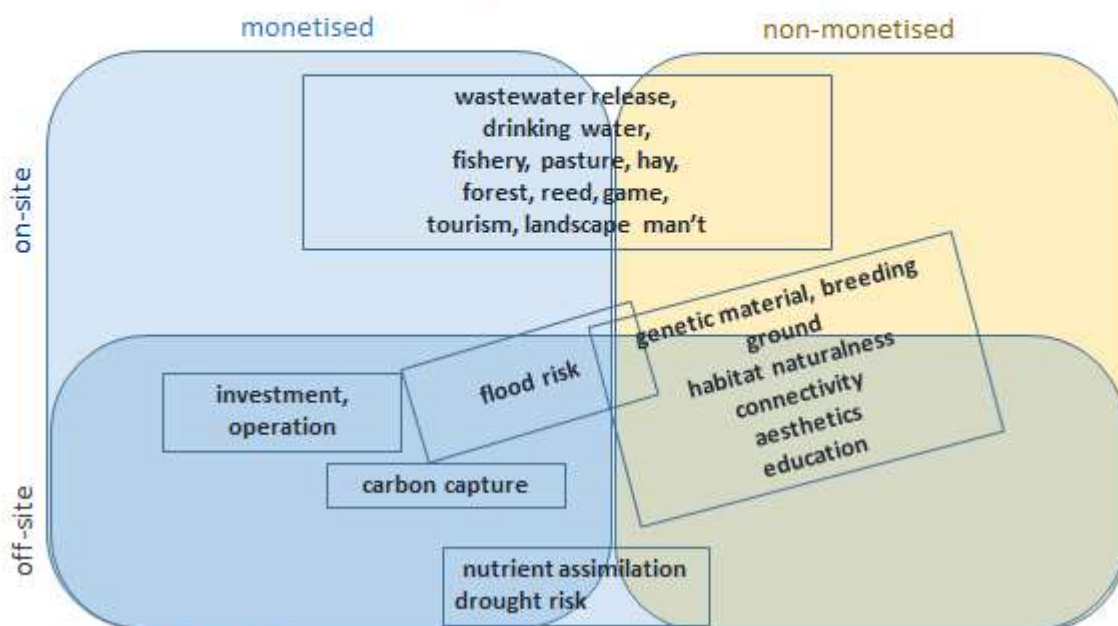 monetised
non-monetised
on-site
wastewater release,
drinking water,
fishery, pasture, hay,
forest, reed, game,
tourism, landscape man't
genetic material, breeding
ground
habitat naturalness
connectivity
aesthetics
education
flood risk
investment,
operation
carbon capture
off-site
nutrient assimilation
drought risk